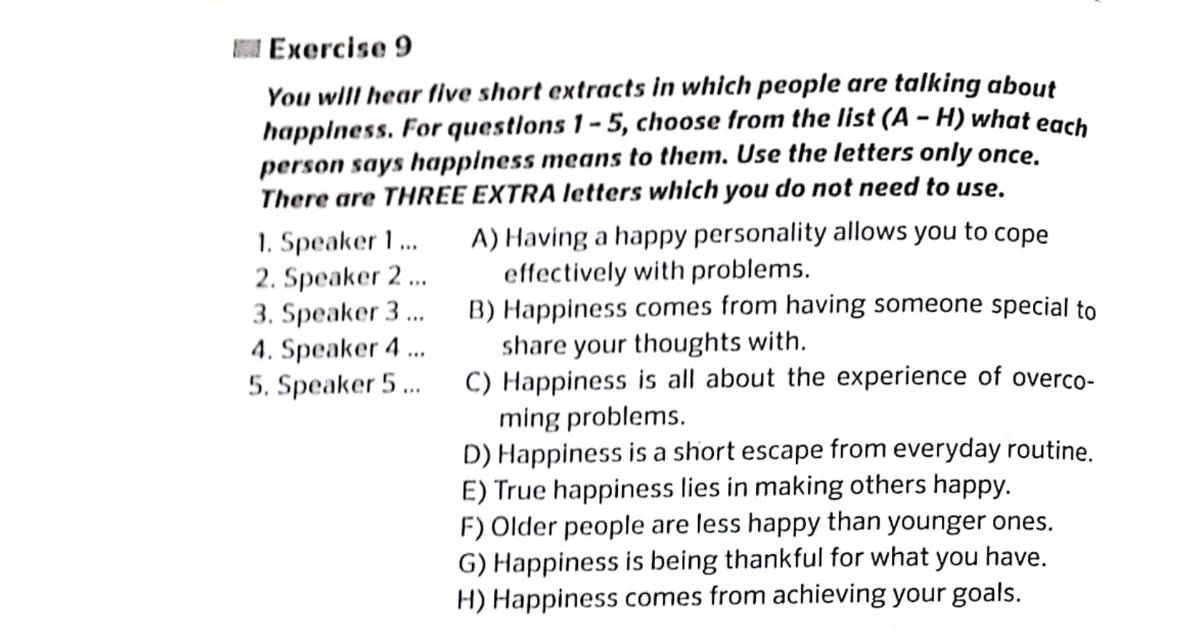 Exercise 9
You will hear five short extracts in which people are talking about
happiness. For questions 1 – 5, choose from the list (A – H) what each
person says happiness means to them. Use the letters only once.
There are THREE EXTRA letters which you do not need to use.
1. Speaker 1 ...
2. Speaker 2 ...
3. Speaker 3 ...
4. Speaker 4 ...
5. Speaker 5 ...
A) Having a happy personality allows you to cope
effectively with problems.
B) Happiness comes from having someone special to
share your thoughts with.
C) Happiness is all about the experience of overco-
ming problems.
D) Happiness is a short escape from everyday routine.
E) True happiness lies in making others happy.
F) Older people are less happy than younger ones.
G) Happiness is being thankful for what you have.
H) Happiness comes from achieving your goals.